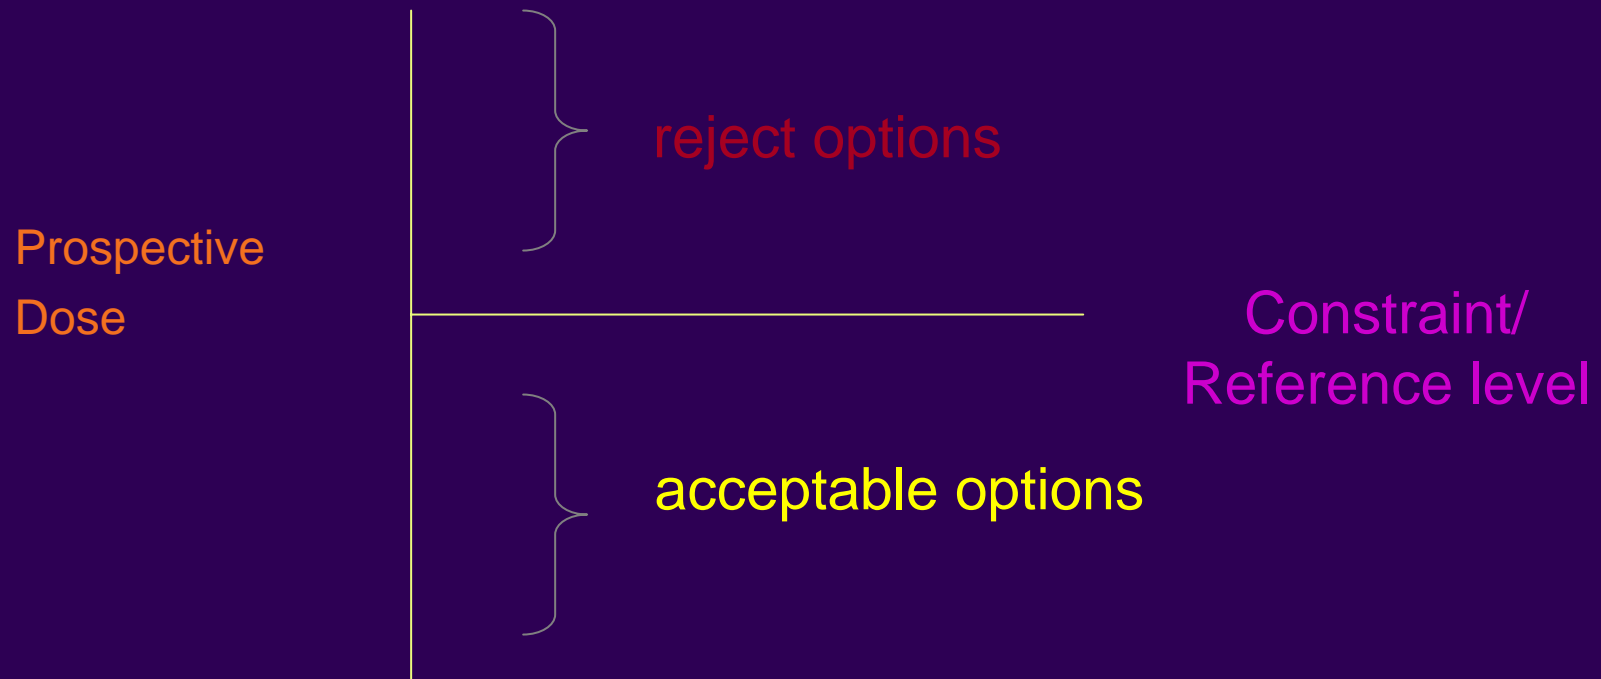 reject options
Prospective
Dose
Constraint/
Reference level
acceptable options